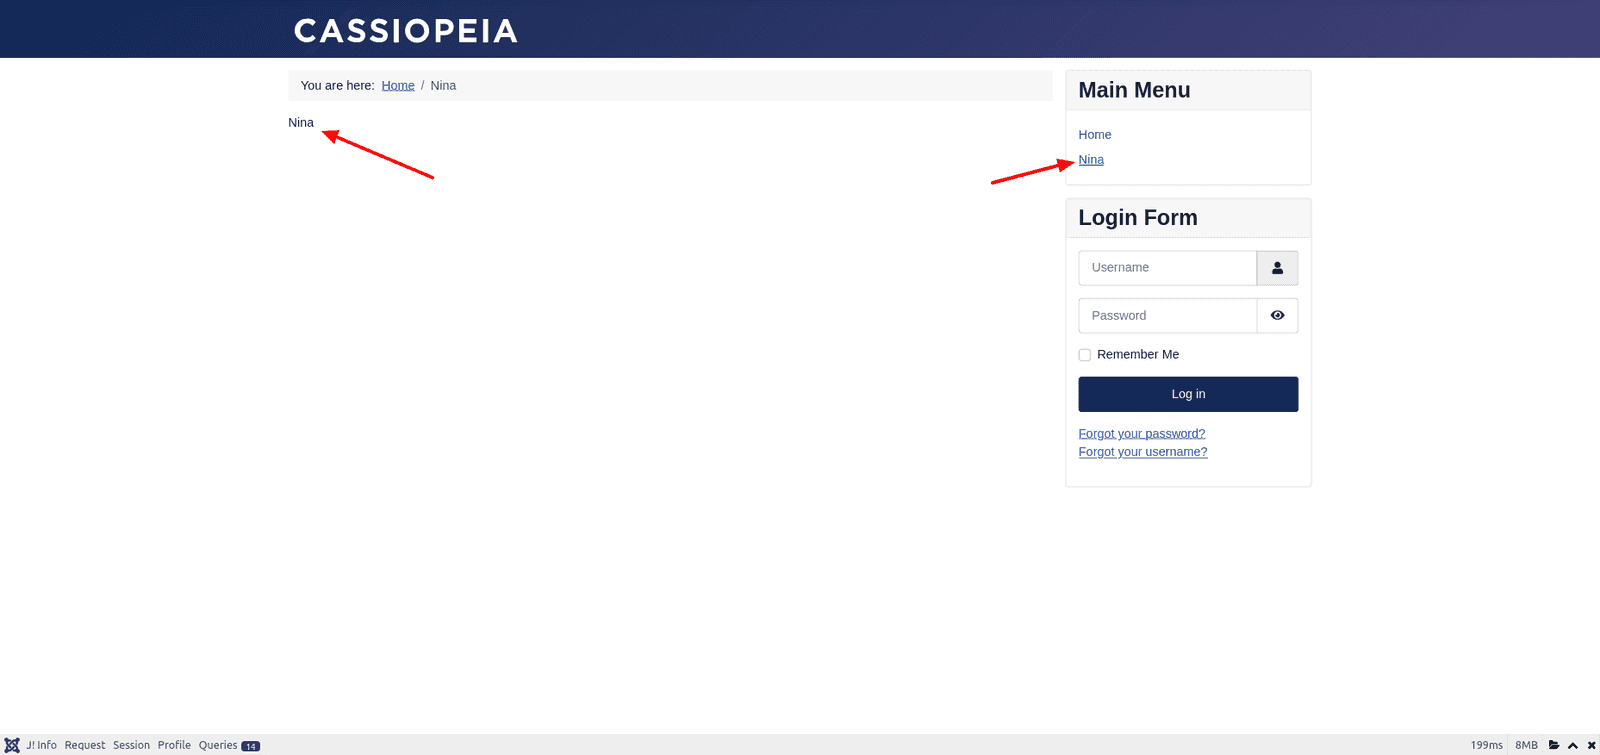 CASSIOPEIA
You are here: Home / Nina
Nina
Main Menu
Home
Nina
Login Form
Username
Password
Remember Me
Log in
Forgot your password?
Forgot your username?
J! Info Request Session Profile Queries 14
199ms 8MB